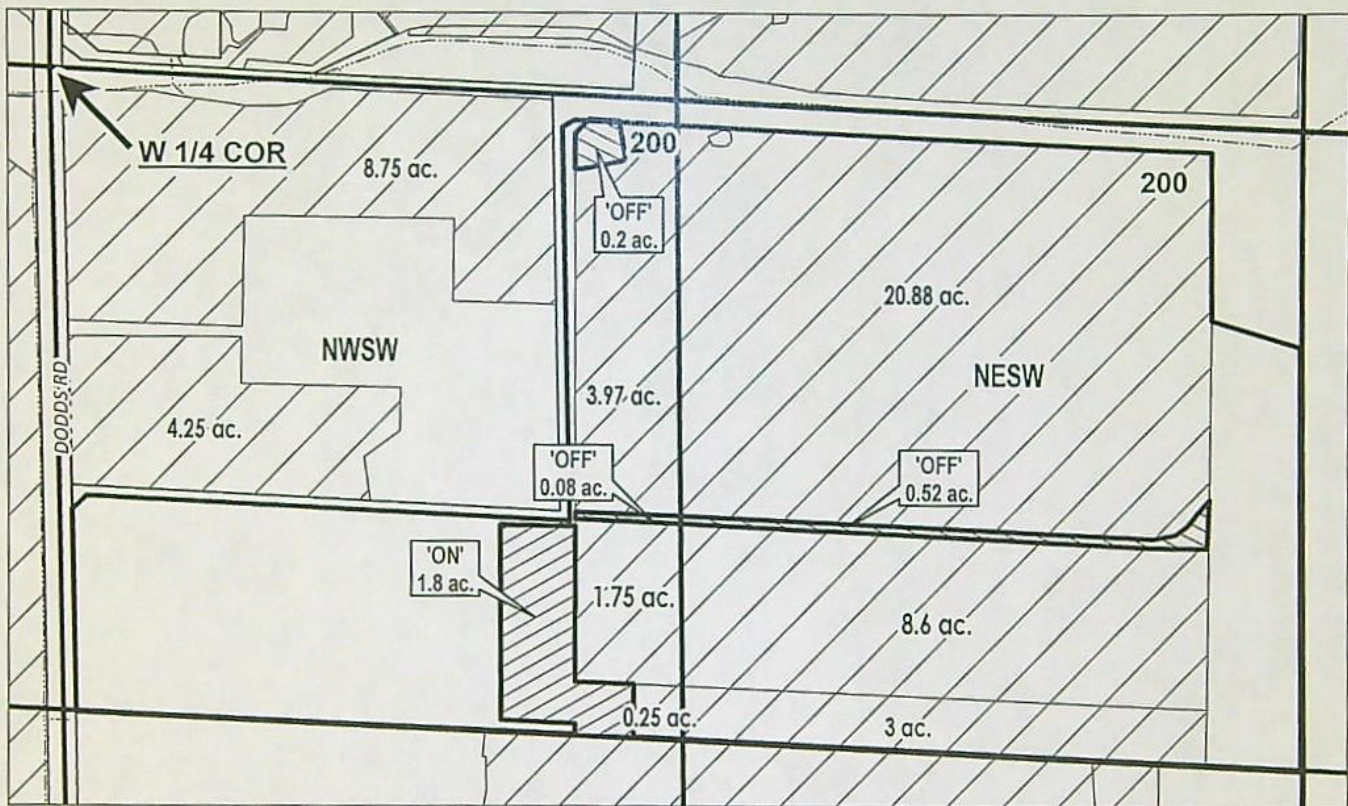 W 1/4 COR
8.75 ac.
200
'OFF'
0.2 ac.
200
20.88 ac.
NWSW
NESW
3.97 ac.
4.25 ac.
DODDS RD
'OFF'
0.08 ac.
'OFF'
0.52 ac.
'ON'
1.8 ac.
1.75 ac.
8.6 ac.
0.25 ac.
3 ac.